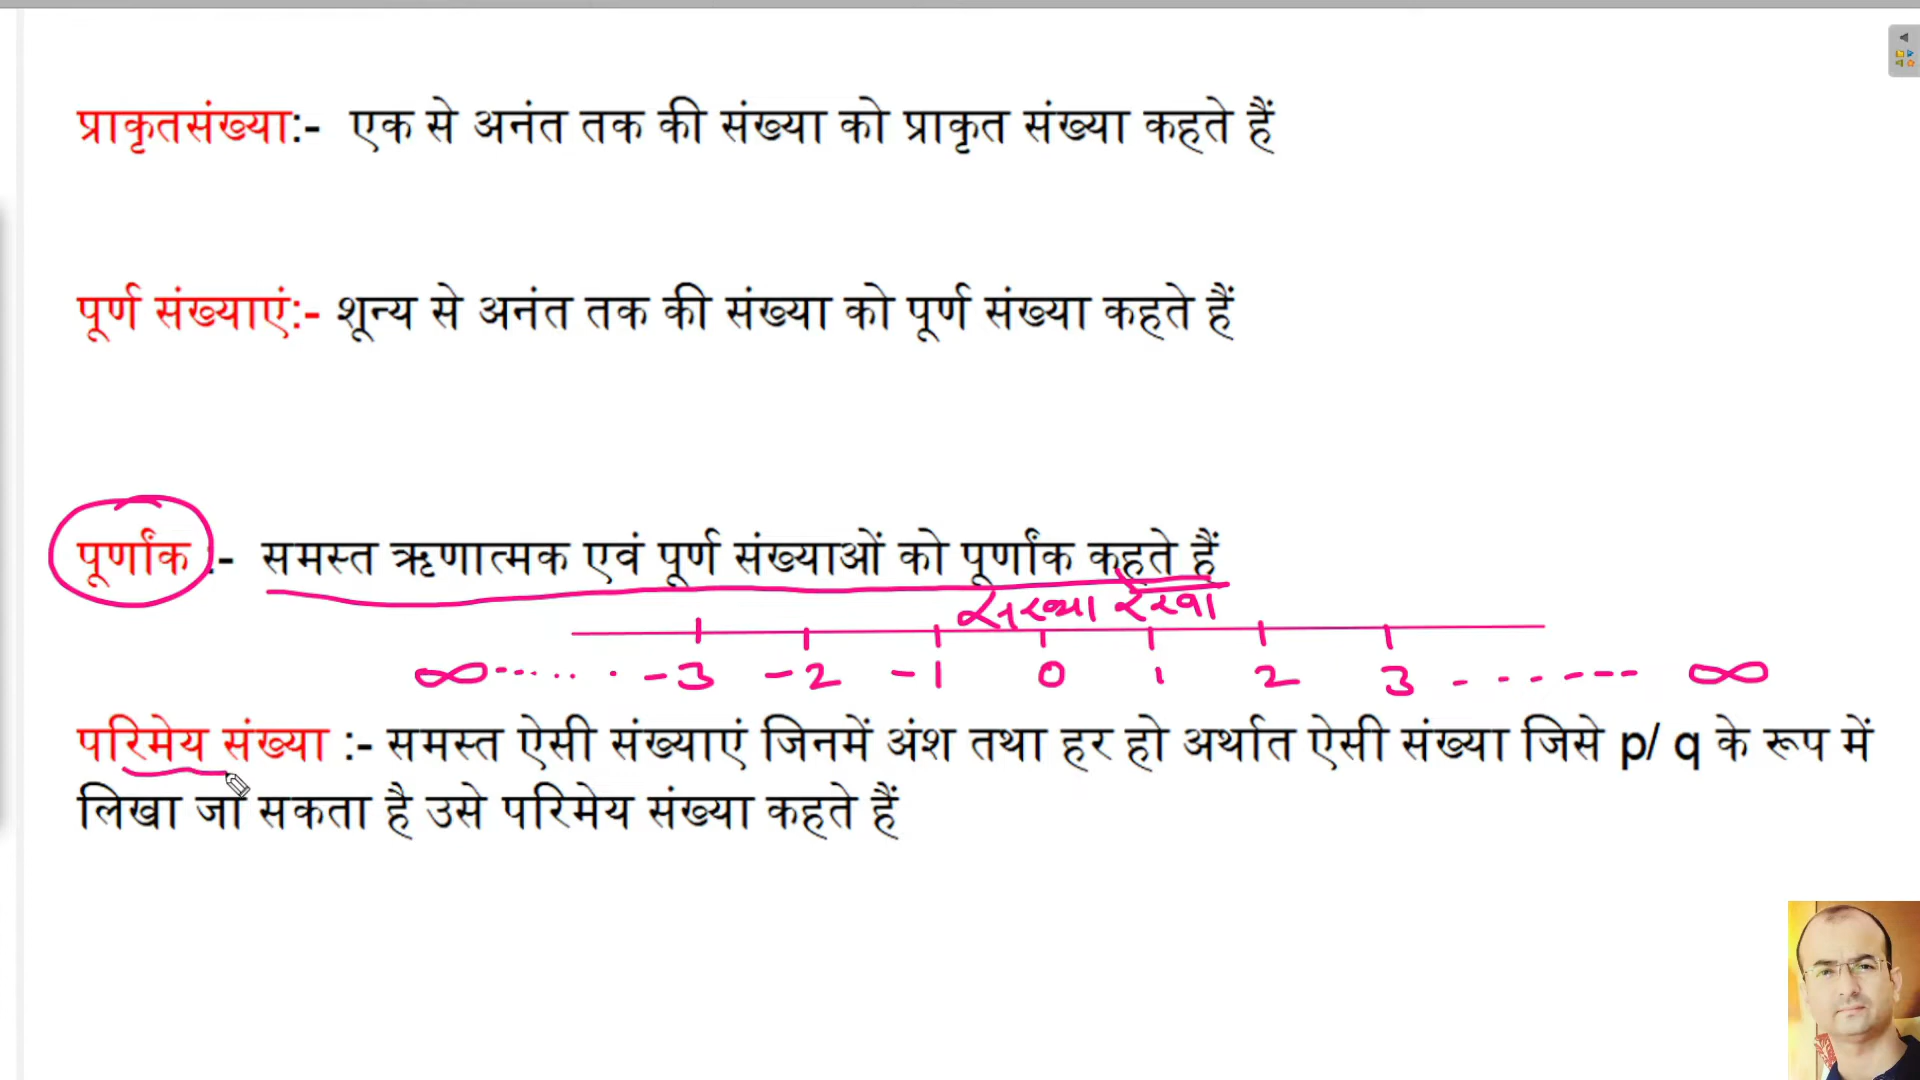 प्राकृतसंख्या:- एक से अनंत तक की संख्या को प्राकृत संख्या कहते हैं
पूर्ण संख्याएं:- शून्य से अनंत तक की संख्या को पूर्ण संख्या कहते हैं
पूर्णांक :- समस्त ऋणात्मक एवं पूर्ण संख्याओं को पूर्णांक कहते हैं
संख्या रेखा
∞ ....... -3 -2 -1 0 1 2 3 ------- ∞
परिमेय संख्या :- समस्त ऐसी संख्याएं जिनमें अंश तथा हर हो अर्थात ऐसी संख्या जिसे p/ q के रूप में
लिखा जा सकता है उसे परिमेय संख्या कहते हैं